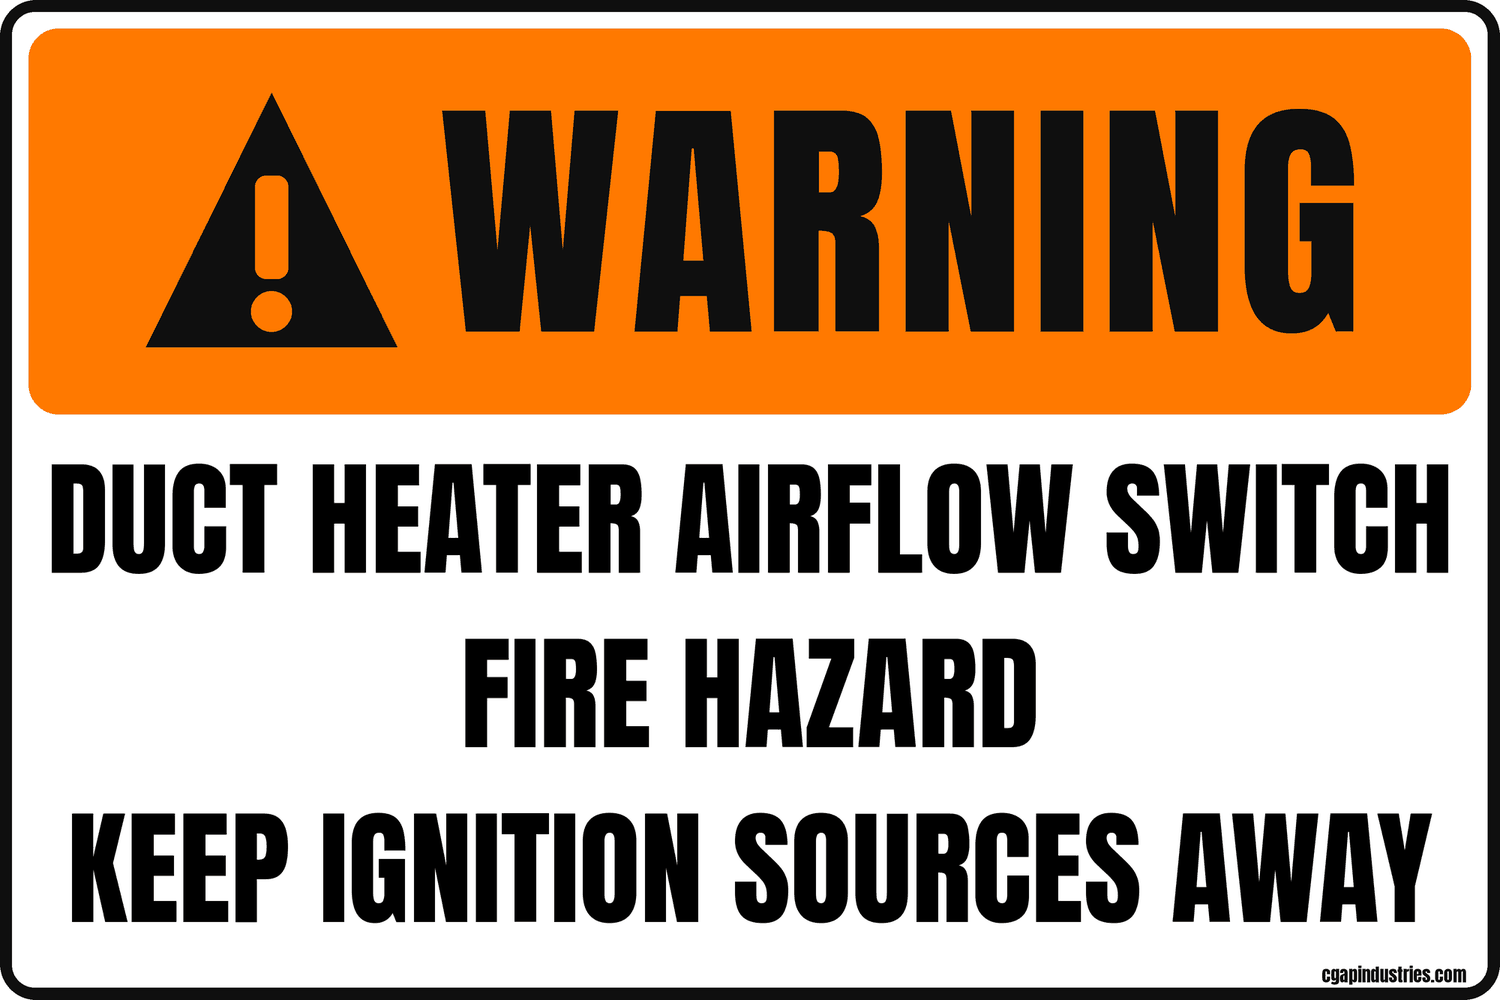 WARNING
DUCT HEATER AIRFLOW SWITCH
FIRE HAZARD
KEEP IGNITION SOURCES AWAY
cgapindustries.com